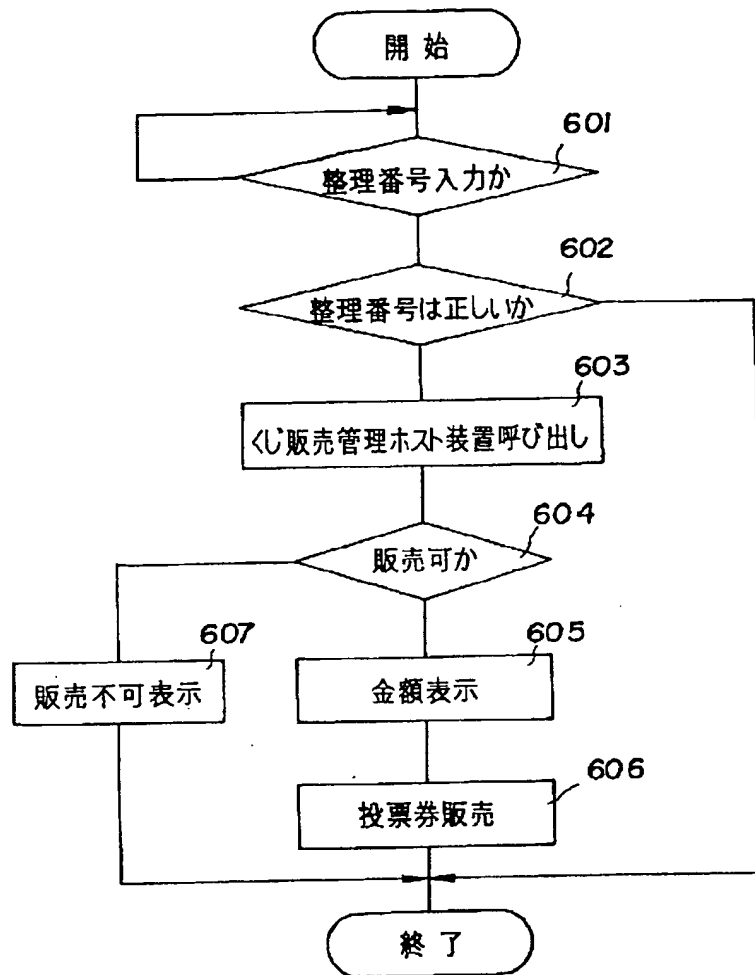 開始
601
整理番号入力か
602
整理番号は正しいか
603
くじ販売管理ホスト装置呼び出し
604
販売可か
607
販売不可表示
605
金額表示
606
投票券販売
終了